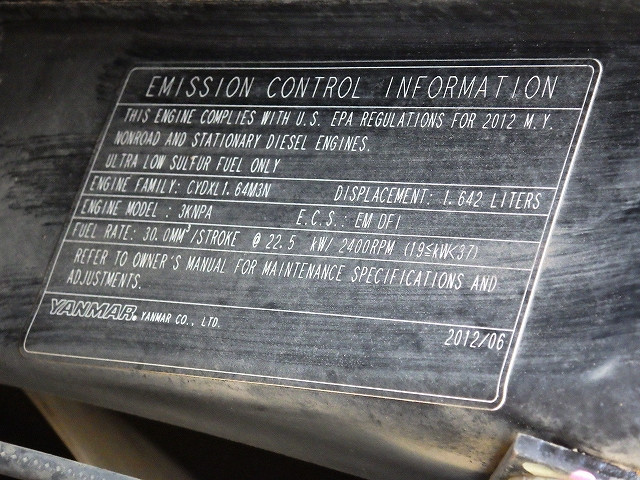 EMISSION CONTROL INFORMATION
THIS ENGINE COMPLIES WITH U.S. EPA REGULATIONS FOR 2012 M.Y.
NONROAD AND STATIONARY DIESEL ENGINES.
ULTRA LOW SULFUR FUEL ONLY
ENGINE FAMILY: CYDXL1.64M3N DISPLACEMENT: 1.642 LITERS
ENGINE MODEL : 3KNPA E.C.S.: EM DFI
FUEL RATE: 30.0MM³/STROKE @ 22.5 kW/ 2400RPM (19≤kW<37)
REFER TO OWNER'S MANUAL FOR MAINTENANCE SPECIFICATIONS AND
ADJUSTMENTS.
YANMAR. YANMAR CO., LTD.
2012/06